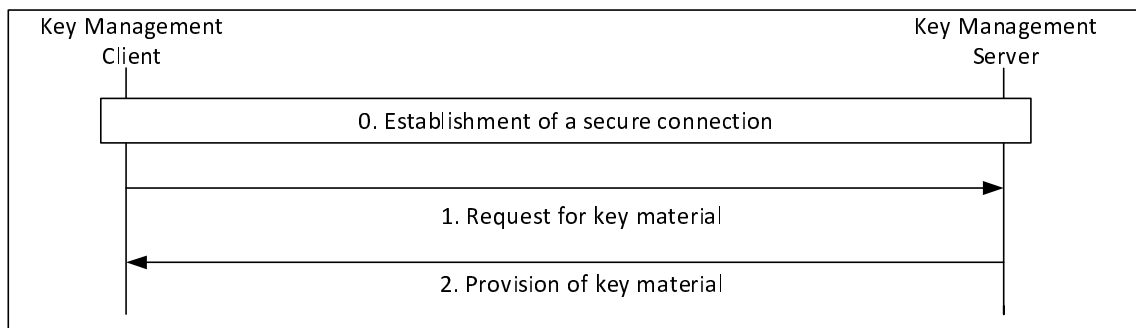 Key Management
Client
Key Management
Server
0. Establishment of a secure connection
1. Request for key material
2. Provision of key material